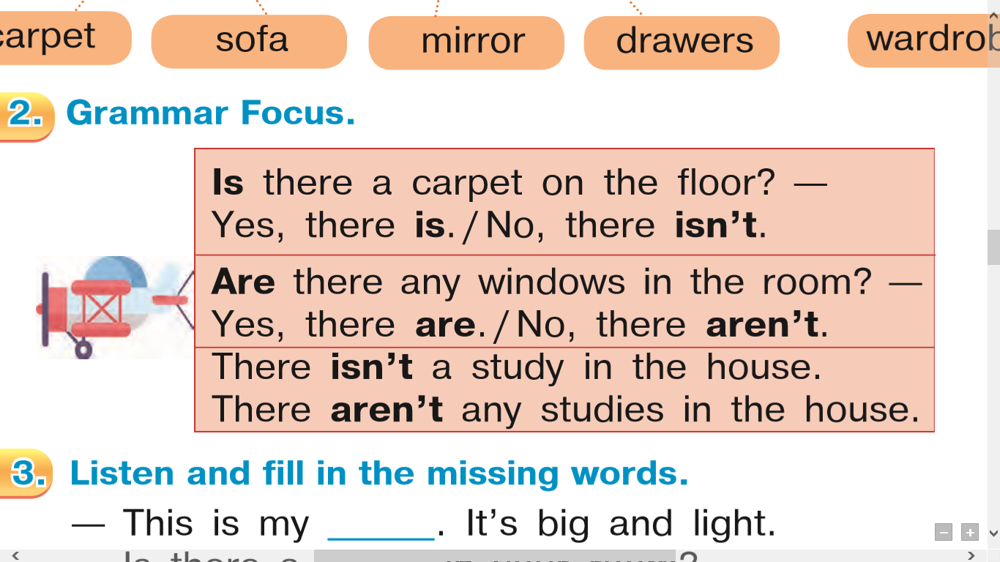 carpet sofa mirror drawers wardrob
2. Grammar Focus.
Is there a carpet on the floor? —
Yes, there is. / No, there isn't.
Are there any windows in the room? —
Yes, there are. / No, there aren't.
There isn't a study in the house.
There aren't any studies in the house.
3. Listen and fill in the missing words.
— This is my ______. It's big and light.
Is there a ?